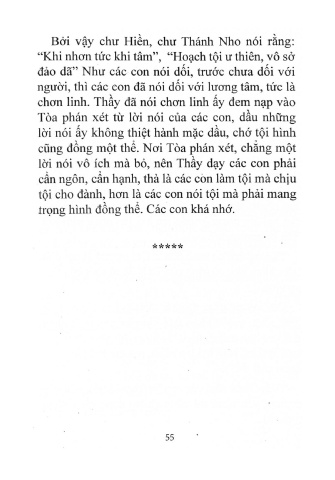 Bởi vậy chư Hiền, chư Thánh Nho nói rằng:
“Khi nhơn tức khi tâm”, “Hoạch tội ư thiên, vô sở
đảo dã” Như các con nói dối, trước chưa dối với
người, thì các con đã nói dối với lương tâm, tức là
chơn linh. Thầy đã nói chơn linh ấy đem nạp vào
Tòa phán xét từ lời nói của các con, dầu những
lời nói ấy không thiệt hành mặc dầu, chớ tội hình
cũng đồng một thể. Nơi Tòa phán xét, chẳng một
lời nói vô ích mà bỏ, nên Thầy dạy các con phải
cẩn ngôn, cẩn hạnh, thà là các con làm tội mà chịu
tội cho đành, hơn là các con nói tội mà phải mang
trọng hình đồng thể. Các con khá nhớ.
*****
55